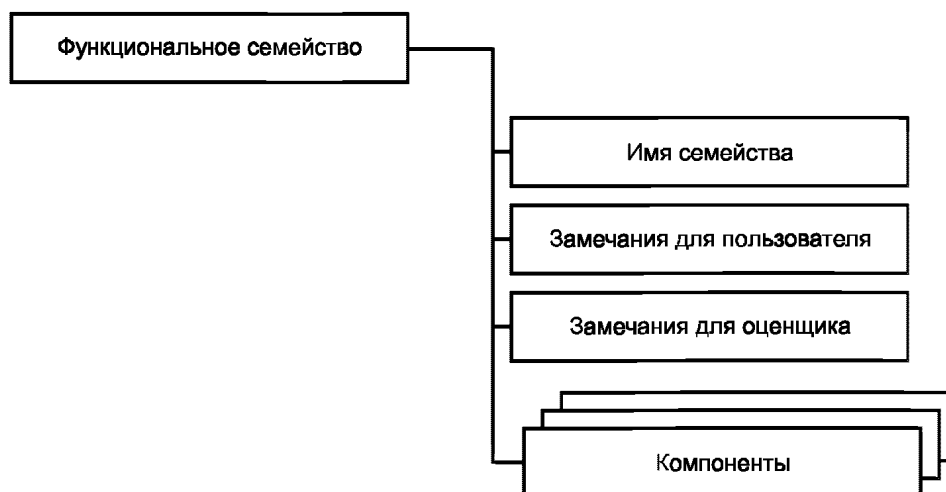 Функциональное семейство
Имя семейства
Замечания для пользователя
Замечания для оценщика
Компоненты